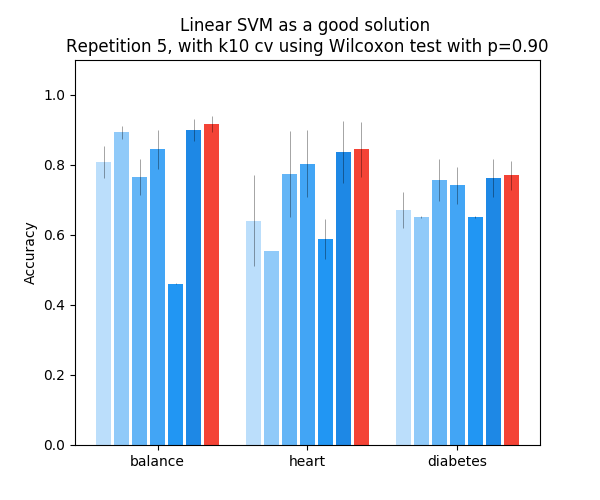 Linear SVM as a good solution
Repetition 5, with k10 cv using Wilcoxon test with p=0.90
1.0
0.8
0.6
0.4
0.2
0.0
Accuracy
balance heart diabetes